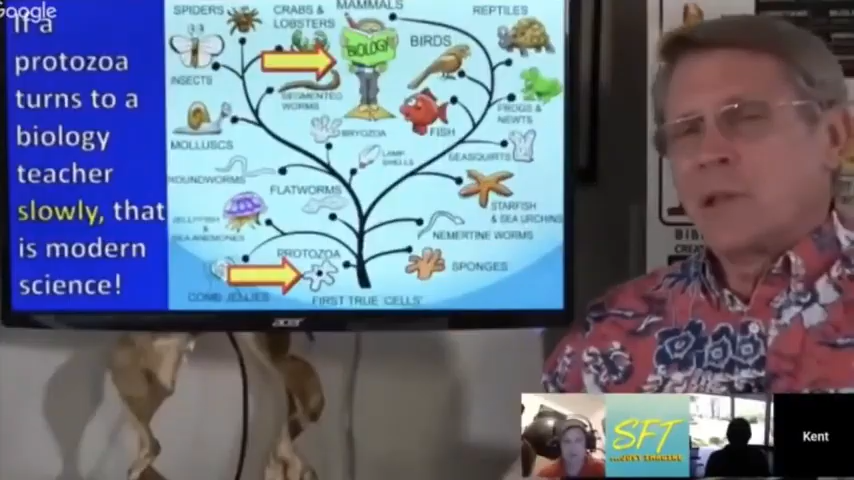 Google
If a
protozoa
turns to a
biology
teacher
slowly, that
is modern
science!
SPIDERS
CRABS &
LOBSTERS
MAMMALS
REPTILES
BIOLOGY
BIRDS
INSECTS
SEGMENTED
WORMS
FROGS &
NEWTS
FISH
MOLLUSCS
BRYOZOA
LAMP
SHELLS
SEASQUIRTS
ROUNDWORMS
FLATWORMS
STARFISH
& SEA URCHINS
JELLYFISH
&
SEA ANEMONES
NEMERTINE WORMS
PROTOZOA
SPONGES
COMB JELLIES
FIRST TRUE 'CELLS'
acer
SFT
Kent